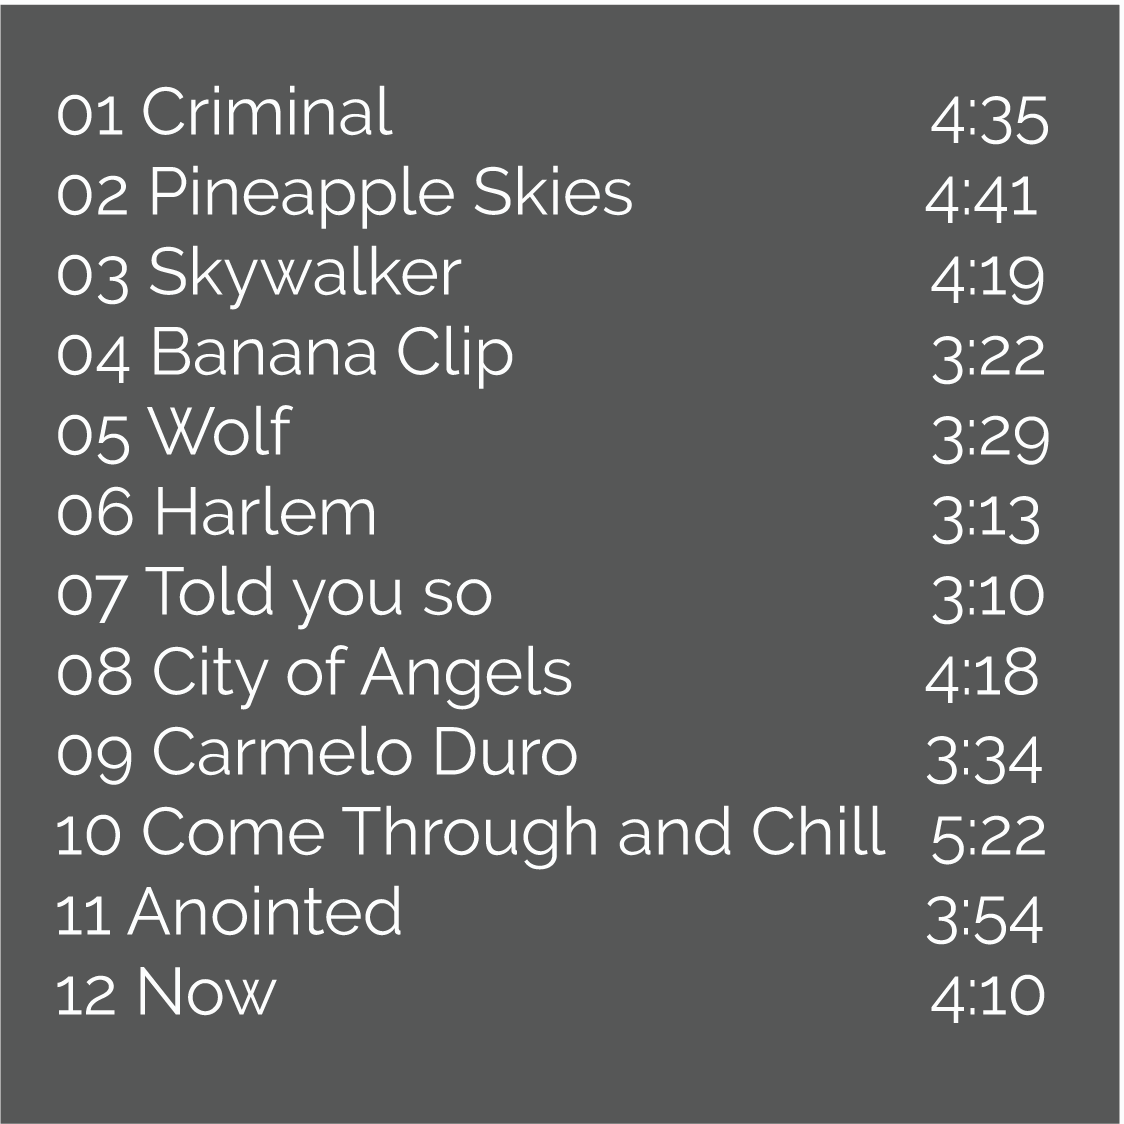 01 Criminal 4:35
02 Pineapple Skies 4:41
03 Skywalker 4:19
04 Banana Clip 3:22
05 Wolf 3:29
06 Harlem 3:13
07 Told you so 3:10
08 City of Angels 4:18
09 Carmelo Duro 3:34
10 Come Through and Chill 5:22
11 Anointed 3:54
12 Now 4:10